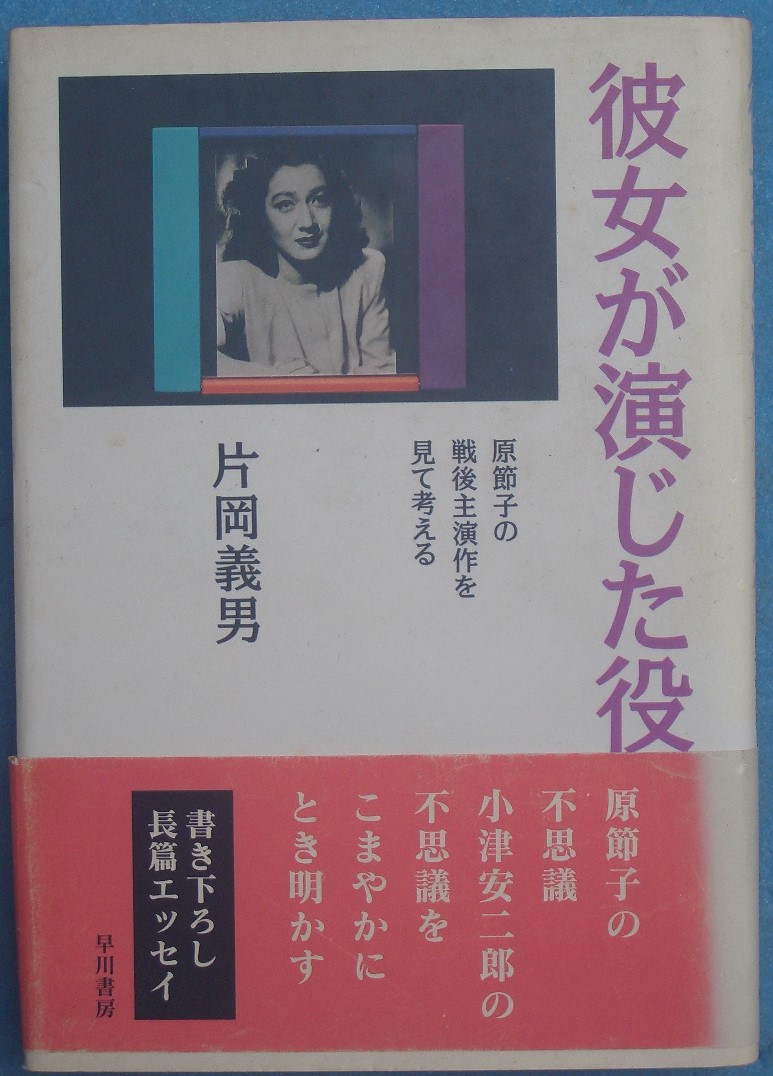 彼女が演じた役
原節子の
戦後主演作を
見て考える
片岡義男
原節子の
不思議
小津安二郎の
不思議を
こまやかに
とき明かす
書き下ろし
長篇エッセイ
早川書房